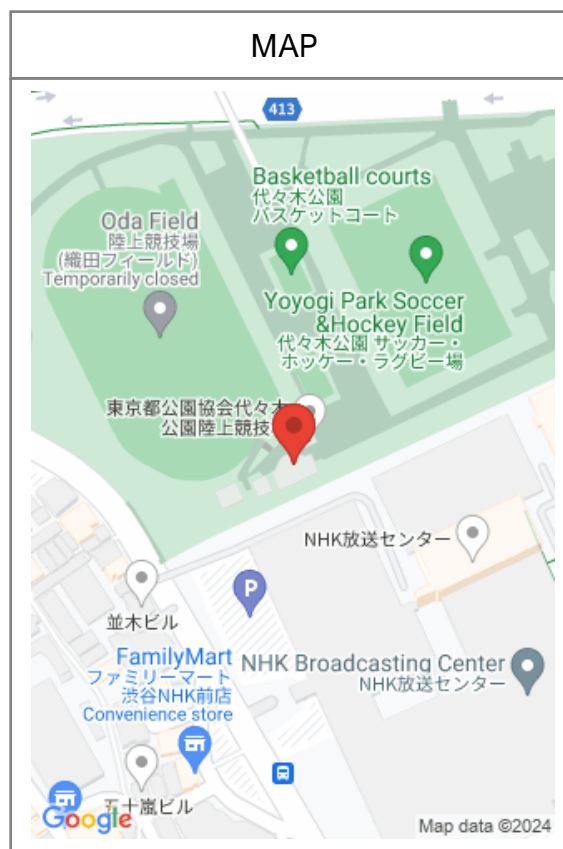 MAP
413
Basketball courts
代々木公園
バスケットコート
Oda Field
陸上競技場
(織田フィールド)
Temporarily closed
Yoyogi Park Soccer
&Hockey Field
代々木公園 サッカー・
ホッケー・ラグビー場
東京都公園協会代々木
公園陸上競技
NHK放送センター
P
並木ビル
FamilyMart
ファミリーマート
渋谷NHK前店
Convenience store
NHK Broadcasting Center
NHK放送センター
五十嵐ビル
Google
Map data ©2024